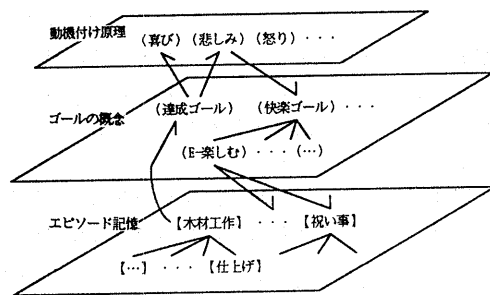 動機付け原理
(喜び) (悲しみ) (怒り) ・・・
ゴールの概念
(達成ゴール) (快楽ゴール) ・・・
(E-楽しむ) ・・・ (…)
エピソード記憶
【木材工作】 ・・・ 【祝い事】
【…】 ・・・ 【仕上げ】